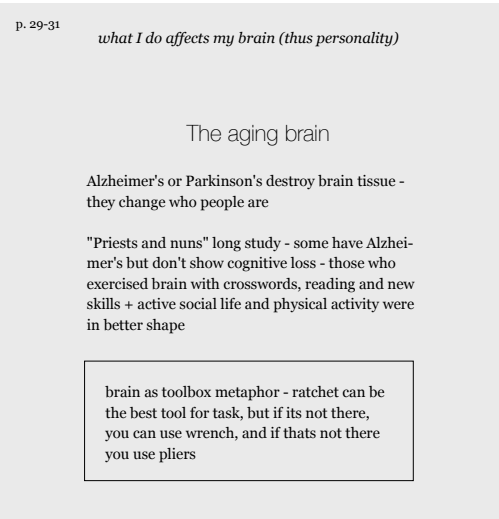 p. 29-31
what I do affects my brain (thus personality)
The aging brain
Alzheimer's or Parkinson's destroy brain tissue -
they change who people are
"Priests and nuns" long study - some have Alzhei-
mer's but don't show cognitive loss - those who
exercised brain with crosswords, reading and new
skills + active social life and physical activity were
in better shape
brain as toolbox metaphor - ratchet can be
the best tool for task, but if its not there,
you can use wrench, and if thats not there
you use pliers